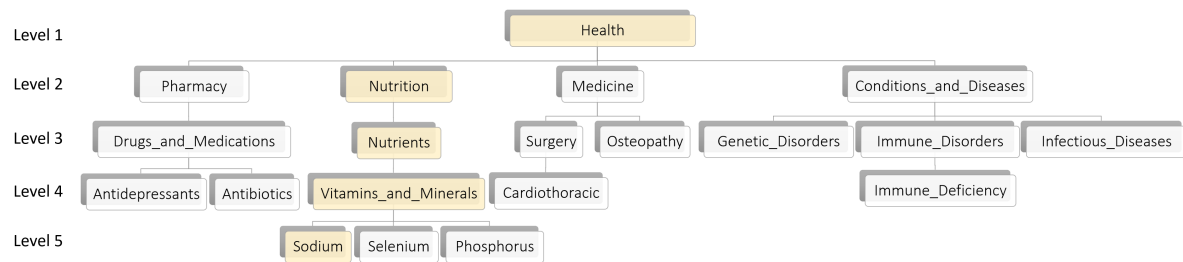 Level 1
Health
Level 2
Pharmacy
Nutrition
Medicine
Conditions_and_Diseases
Level 3
Drugs_and_Medications
Nutrients
Surgery
Osteopathy
Genetic_Disorders
Immune_Disorders
Infectious_Diseases
Level 4
Antidepressants
Antibiotics
Vitamins_and_Minerals
Cardiothoracic
Immune_Deficiency
Level 5
Sodium
Selenium
Phosphorus